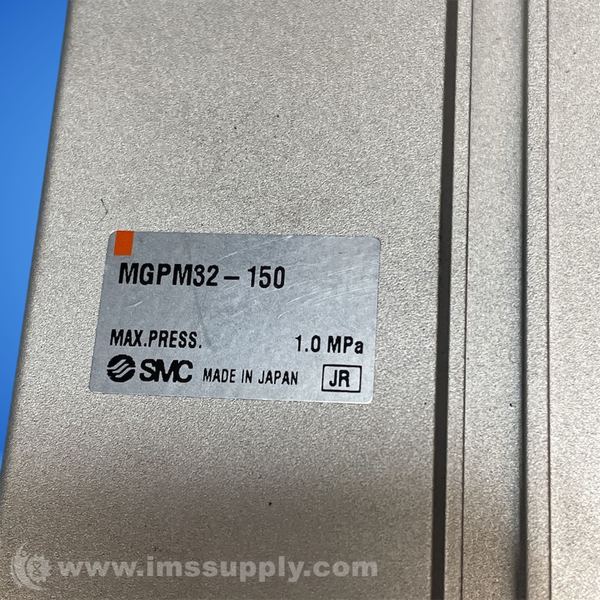 MGPM32-150
MAX.PRESS. 1.0 MPa
SMC MADE IN JAPAN JR
www.imssupply.com